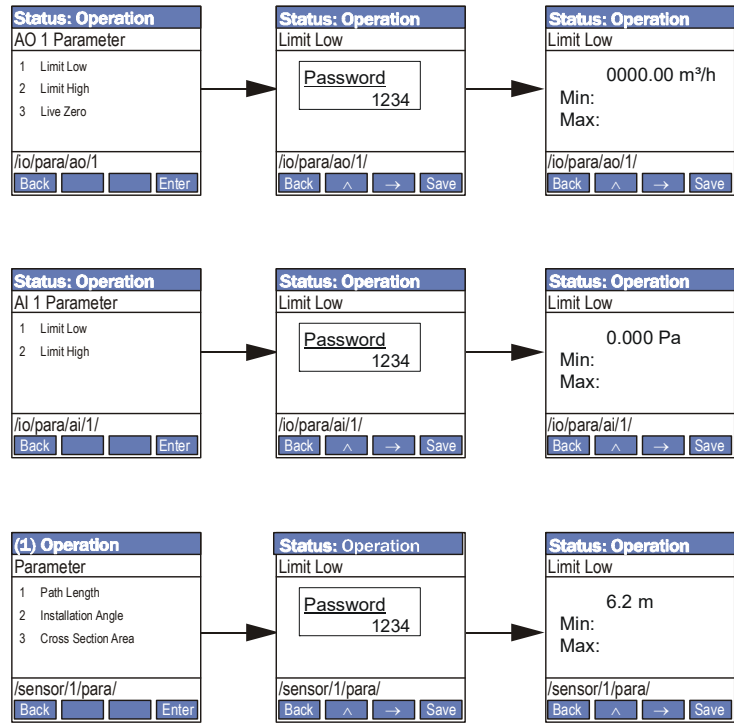 Status: Operation
AO 1 Parameter
1 Limit Low
2 Limit High
3 Live Zero
/io/para/ao/1
Back Enter
Status: Operation
Limit Low
Password
1234
/io/para/ao/1/
Back ^ → Save
Status: Operation
Limit Low
0000.00 m³/h
Min:
Max:
/io/para/ao/1/
Back ^ → Save
Status: Operation
AI 1 Parameter
1 Limit Low
2 Limit High
/io/para/ai/1/
Back Enter
Status: Operation
Limit Low
Password
1234
/io/para/ai/1/
Back ^ → Save
Status: Operation
Limit Low
0.000 Pa
Min:
Max:
/io/para/ai/1/
Back ^ → Save
(1) Operation
Parameter
1 Path Length
2 Installation Angle
3 Cross Section Area
/sensor/1/para/
Back Enter
Status: Operation
Limit Low
Password
1234
/sensor/1/para/
Back ^ → Save
Status: Operation
Limit Low
6.2 m
Min:
Max:
/sensor/1/para/
Back ^ → Save